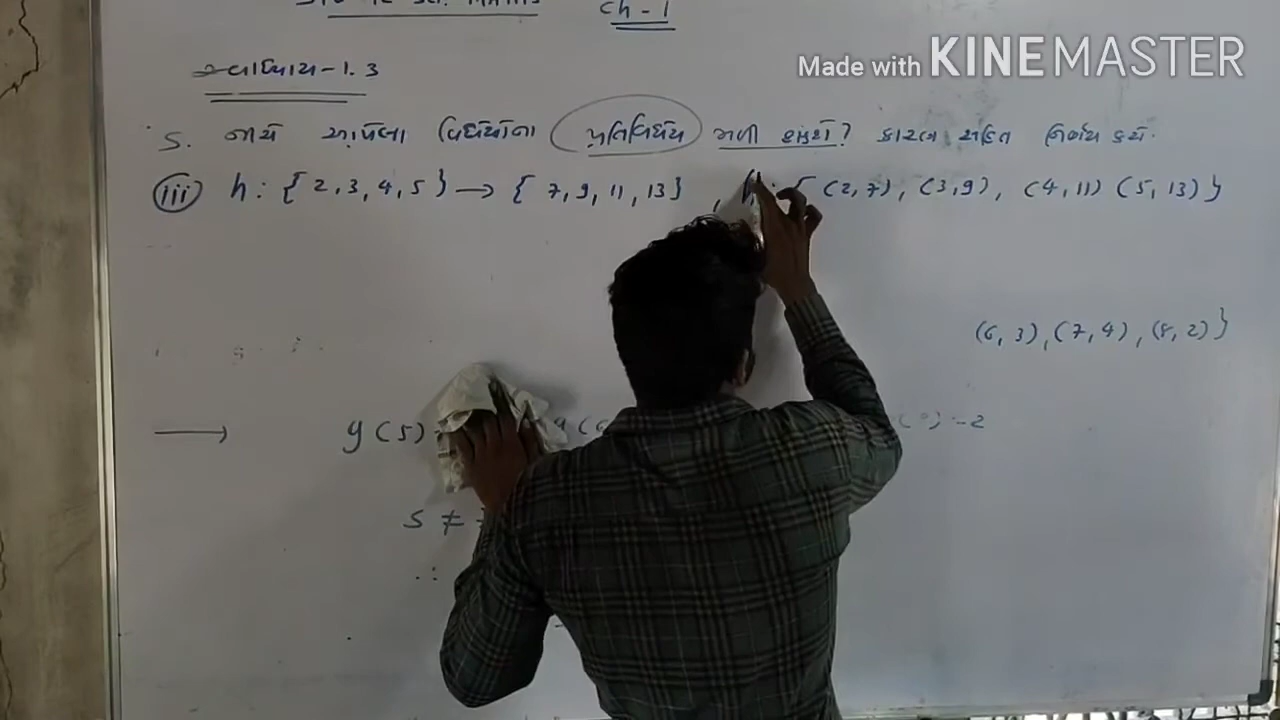 Ch - 1
Made with KINEMASTER
સ્વાધ્યાય - 1.3
5. નીચે આપેલા વિધેયોના પ્રતિવિધેય મળી શકશે? કારણ સહિત નિર્ણય કરો.
(iii) h : { 2, 3, 4, 5 } → { 7, 9, 11, 13 } , h : { (2, 7), (3, 9), (4, 11) (5, 13) }
(6, 3), (7, 4), (8, 2) }
→ g(5)
5 ≠
∴